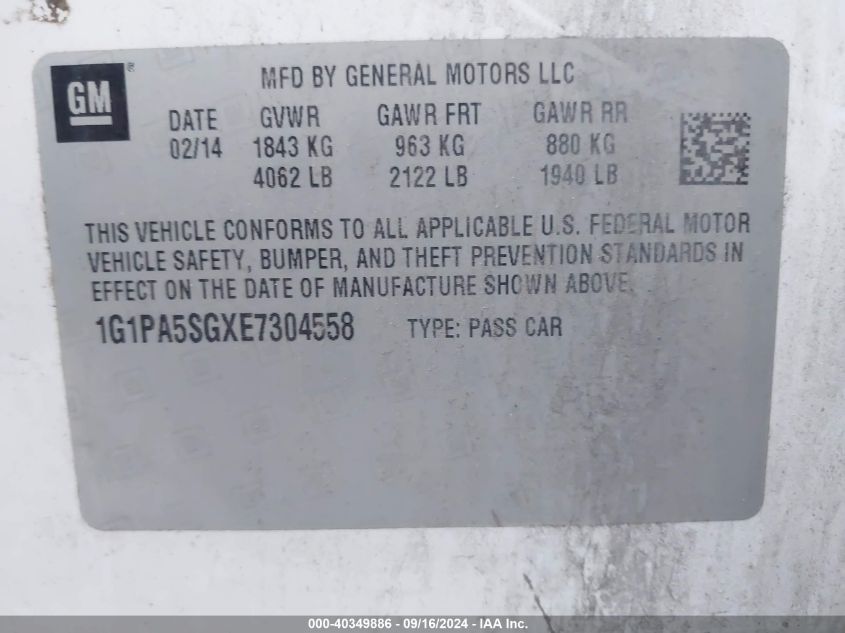 GM ®
MFD BY GENERAL MOTORS LLC
DATE GVWR GAWR FRT GAWR RR
02/14 1843 KG 963 KG 880 KG
4062 LB 2122 LB 1940 LB
THIS VEHICLE CONFORMS TO ALL APPLICABLE U.S. FEDERAL MOTOR
VEHICLE SAFETY, BUMPER, AND THEFT PREVENTION STANDARDS IN
EFFECT ON THE DATE OF MANUFACTURE SHOWN ABOVE.
1G1PA5SGXE7304558 TYPE: PASS CAR
000-40349886 - 09/16/2024 - IAA Inc.